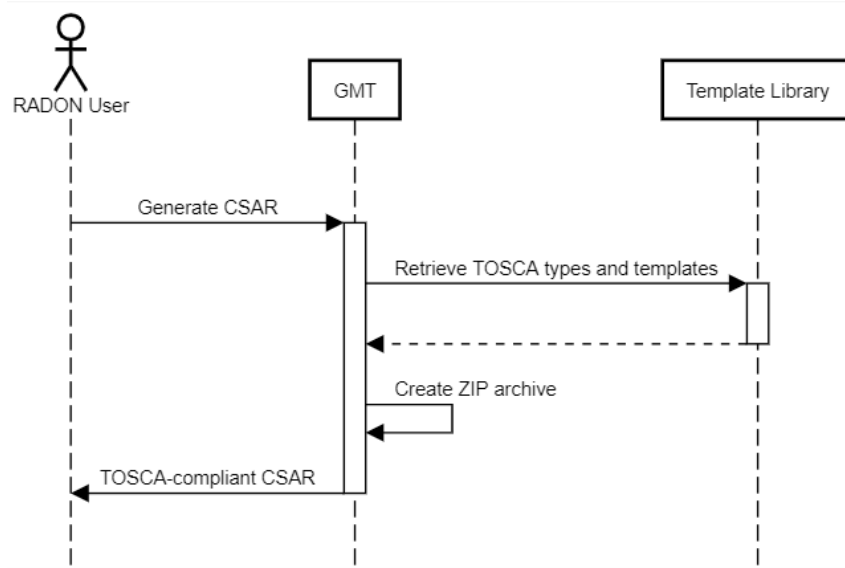 RADON User
GMT
Template Library
Generate CSAR
Retrieve TOSCA types and templates
Create ZIP archive
TOSCA-compliant CSAR